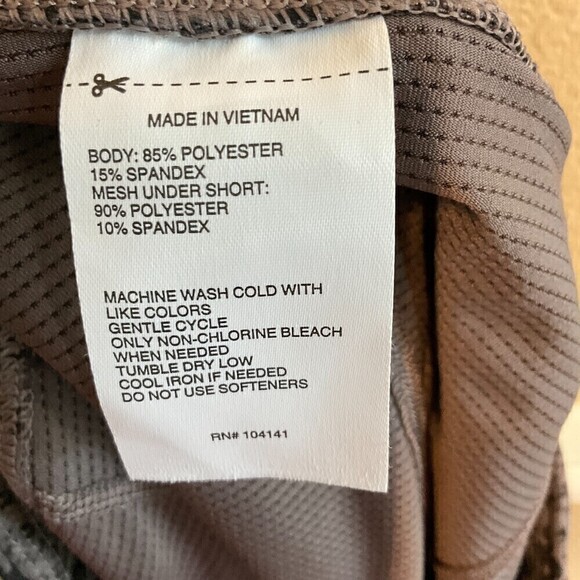 MADE IN VIETNAM
BODY: 85% POLYESTER
15% SPANDEX
MESH UNDER SHORT:
90% POLYESTER
10% SPANDEX
MACHINE WASH COLD WITH
LIKE COLORS
GENTLE CYCLE
ONLY NON-CHLORINE BLEACH
WHEN NEEDED
TUMBLE DRY LOW
COOL IRON IF NEEDED
DO NOT USE SOFTENERS
RN# 104141